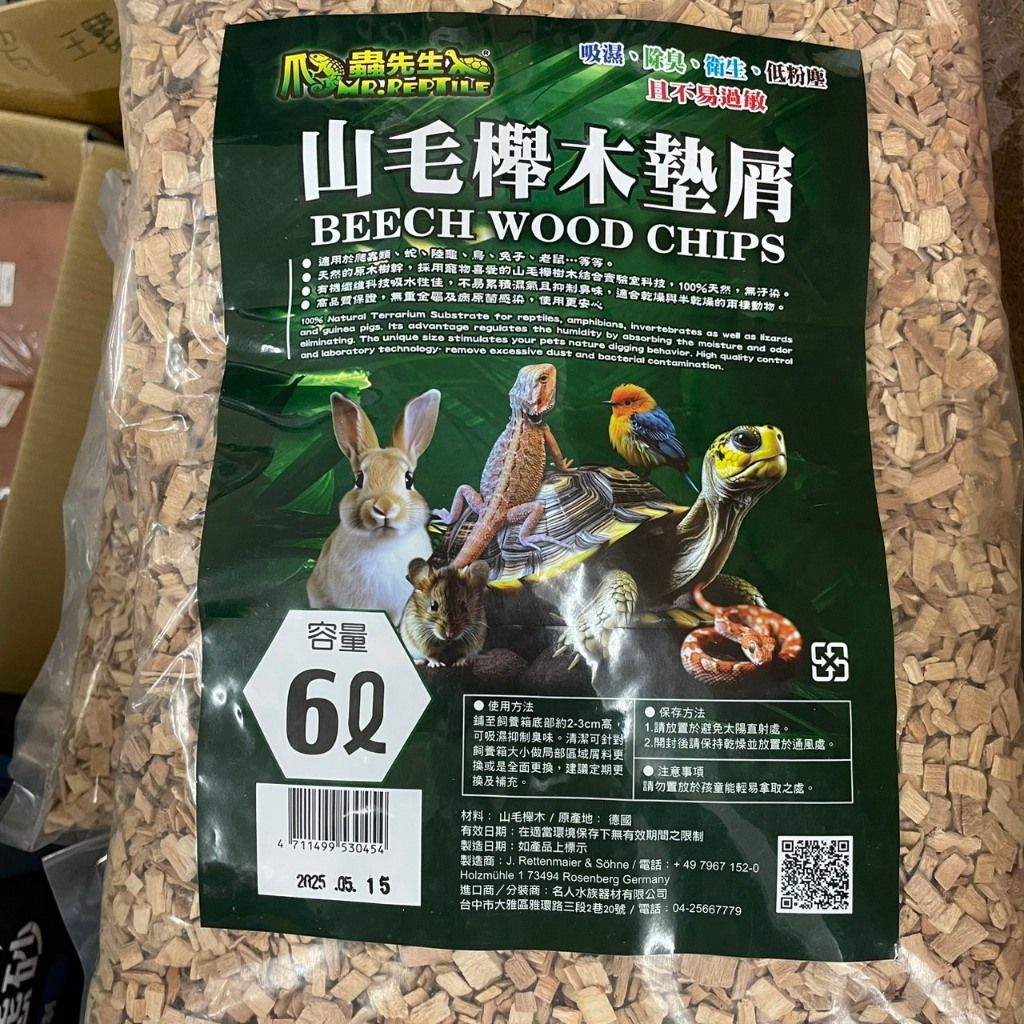 爬蟲先生®
MR.REPTILE
吸濕、除臭、衛生、低粉塵
且不易過敏
山毛櫸木墊屑
BEECH WOOD CHIPS
● 適用於爬蟲類、蛇、陸龜、鳥、兔子、老鼠…等等。
● 天然的原木樹幹，採用寵物喜愛的山毛櫸樹木結合實驗室科技，100%天然，無汙染。
● 有機纖維科技吸水性佳，不易累積濕氣且抑制臭味，適合乾燥與半乾燥的兩棲動物。
● 高品質保證，無重金屬及病原菌感染，使用更安心
100% Natural Terrarium Substrate for reptiles, amphibians, invertebrates as well as lizards
and guinea pigs. Its advantage regulates the humidity by absorbing the moisture and odor
eliminating. The unique size stimulates your pets nature digging behavior. High quality control
and laboratory technology- remove excessive dust and bacterial contamination.
容量
6ℓ
● 使用方法
鋪至飼養箱底部約2-3cm高，
可吸濕抑制臭味。清潔可針對
飼養箱大小做局部區域屑料更
換或是全面更換，建議定期更
換及補充。
● 保存方法
1.請放置於避免太陽直射處。
2.開封後請保持乾燥並放置於通風處。
● 注意事項
請勿置放於孩童能輕易拿取之處。
4 711499 530454
2025 .05. 15
材料： 山毛櫸木 / 原產地： 德國
有效日期：在適當環境保存下無有效期間之限制
製造日期：如產品上標示
製造商：J. Rettenmaier & Söhne / 電話：+ 49 7967 152-0
Holzmühle 1 73494 Rosenberg Germany
進口商／分裝商：名人水族器材有限公司
台中市大雅區雅環路三段2巷20號 / 電話：04-25667779